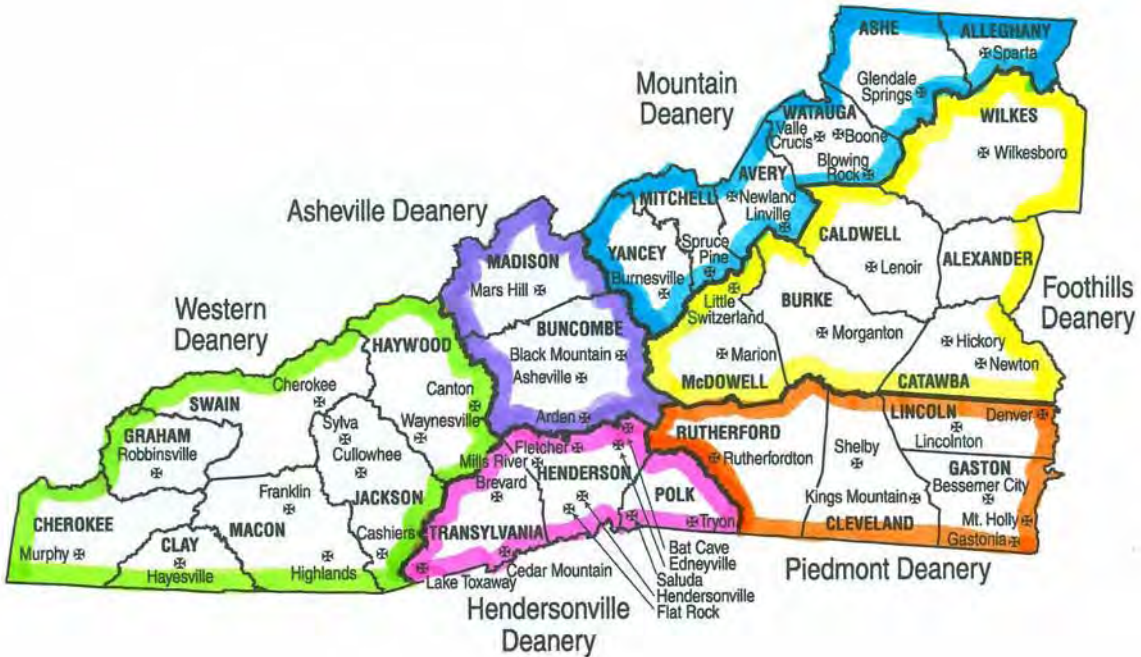 ASHE
ALLEGHANY
Sparta
Glendale
Springs
Mountain
Deanery
WILKES
Wilkesboro
WATAUGA
Valle
Crucis
Boone
Blowing
Rock
AVERY
Newland
Linville
MITCHELL
Spruce
Pine
YANCEY
Burnesville
Asheville Deanery
MADISON
Mars Hill
BUNCOMBE
Black Mountain
Asheville
Arden
CALDWELL
Lenoir
ALEXANDER
Foothills
Deanery
Little
Switzerland
BURKE
Morganton
Marion
McDOWELL
Hickory
Newton
CATAWBA
Western
Deanery
HAYWOOD
Canton
Waynesville
Cherokee
SWAIN
Sylva
Cullowhee
GRAHAM
Robbinsville
Franklin
JACKSON
Cashiers
CHEROKEE
Murphy
CLAY
Hayesville
MACON
Highlands
Fletcher
Mills River
HENDERSON
Brevard
TRANSYLVANIA
Lake Toxaway
Cedar Mountain
POLK
Tryon
Bat Cave
Edneyville
Saluda
Hendersonville
Flat Rock
Hendersonville
Deanery
RUTHERFORD
Rutherfordton
Shelby
Kings Mountain
CLEVELAND
LINCOLN
Denver
Lincolnton
GASTON
Bessemer City
Mt. Holly
Gastonia
Piedmont Deanery